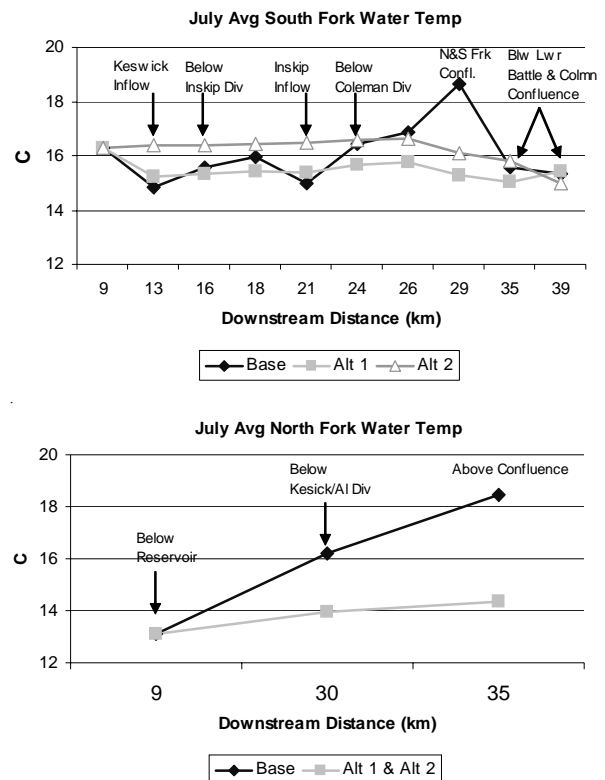 July Avg South Fork Water Temp
20
18
16
14
12
C
Keswick
Inflow
Below
Inskip Div
Inskip
Inflow
Below
Coleman Div
N&S Frk
Confl.
Blw Lwr
Battle & Colmn
Confluence
9 13 16 18 21 24 26 29 35 39
Downstream Distance (km)
Base Alt 1 Alt 2
July Avg North Fork Water Temp
20
18
16
14
12
C
Below
Reservoir
Below
Kesick/Al Div
Above Confluence
9 30 35
Downstream Distance (km)
Base Alt 1 & Alt 2